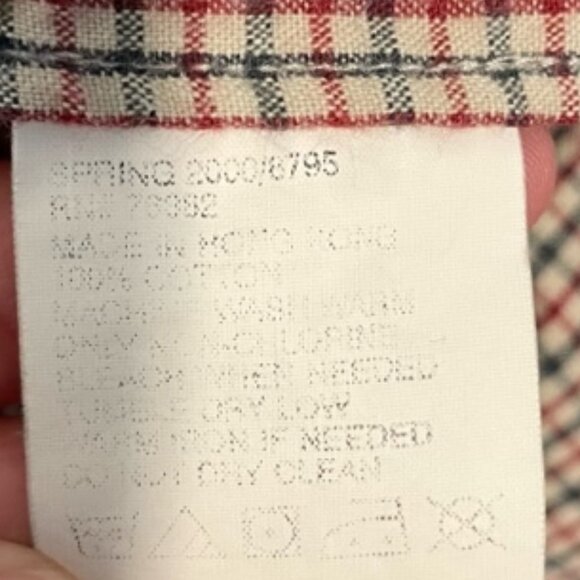 SPRING 2000/6795
RN# 
MADE IN HONG KONG
100% COTTON
MACHINE WASH WARM
ONLY NON-CHLORINE
BLEACH WHEN NEEDED
TUMBLE DRY LOW
WARM IRON IF NEEDED
DO NOT DRY CLEAN